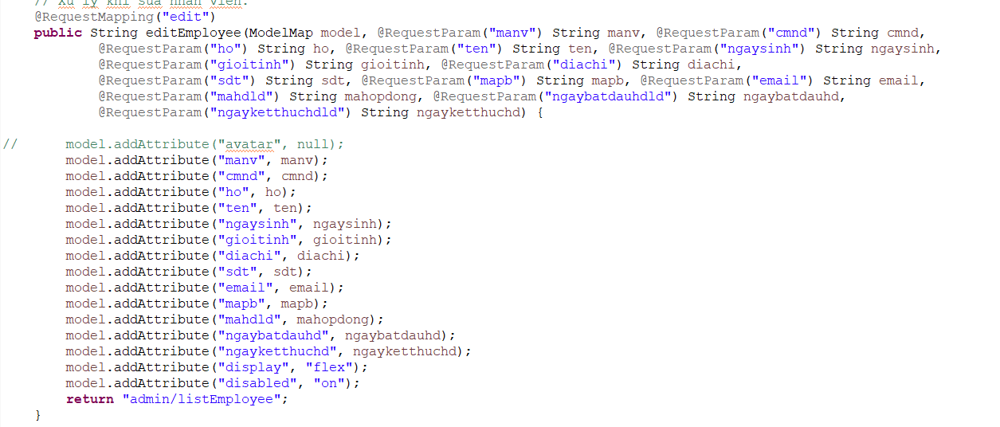 // Xu ly khi sua nhan vien.
@RequestMapping("edit")
public String editEmployee(ModelMap model, @RequestParam("manv") String manv, @RequestParam("cmnd") String cmnd,
@RequestParam("ho") String ho, @RequestParam("ten") String ten, @RequestParam("ngaysinh") String ngaysinh,
@RequestParam("gioitinh") String gioitinh, @RequestParam("diachi") String diachi,
@RequestParam("sdt") String sdt, @RequestParam("mapb") String mapb, @RequestParam("email") String email,
@RequestParam("mahdld") String mahopdong, @RequestParam("ngaybatdauhdld") String ngaybatdauhd,
@RequestParam("ngayketthuchdld") String ngayketthuchd) {
// model.addAttribute("avatar", null);
model.addAttribute("manv", manv);
model.addAttribute("cmnd", cmnd);
model.addAttribute("ho", ho);
model.addAttribute("ten", ten);
model.addAttribute("ngaysinh", ngaysinh);
model.addAttribute("gioitinh", gioitinh);
model.addAttribute("diachi", diachi);
model.addAttribute("sdt", sdt);
model.addAttribute("email", email);
model.addAttribute("mapb", mapb);
model.addAttribute("mahdld", mahopdong);
model.addAttribute("ngaybatdauhd", ngaybatdauhd);
model.addAttribute("ngayketthuchd", ngayketthuchd);
model.addAttribute("display", "flex");
model.addAttribute("disabled", "on");
return "admin/listEmployee";
}